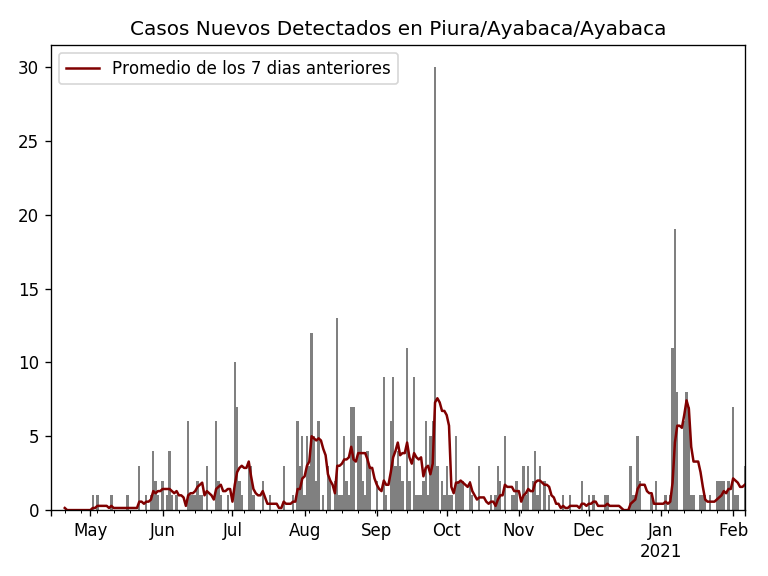 Casos Nuevos Detectados en Piura/Ayabaca/Ayabaca
Promedio de los 7 dias anteriores
30
25
20
15
10
5
0
May Jun Jul Aug Sep Oct Nov Dec Jan Feb
2021